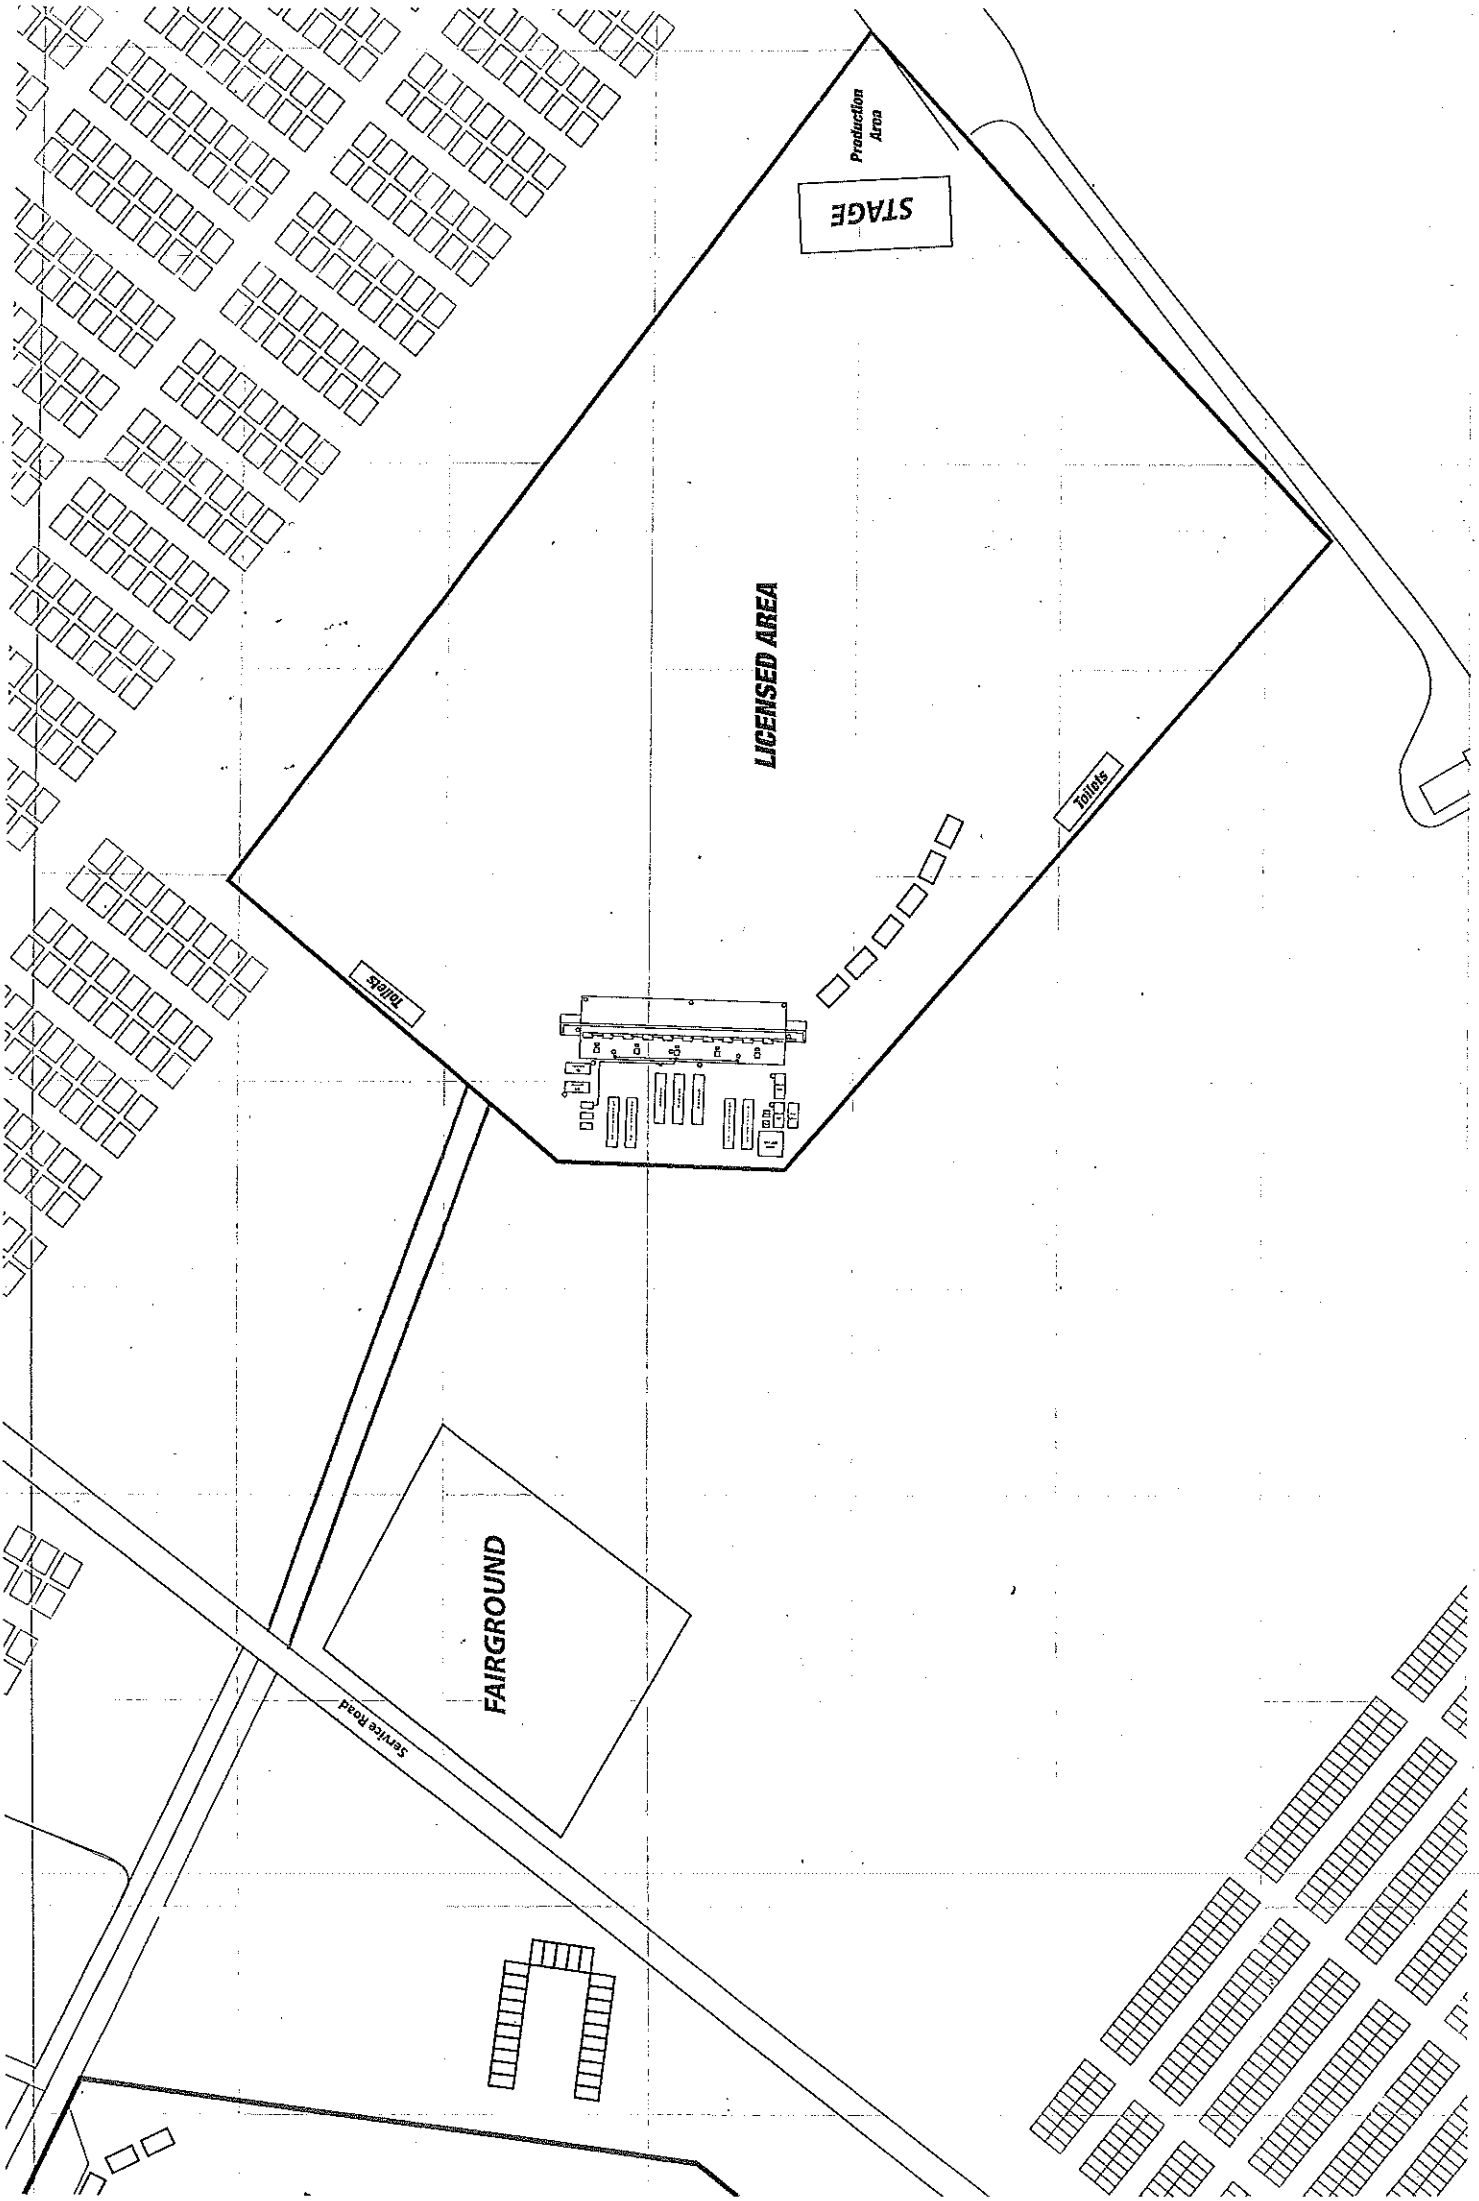 Production
Area
STAGE
LICENSED AREA
Toilets
Toilets
FAIRGROUND
Service Road